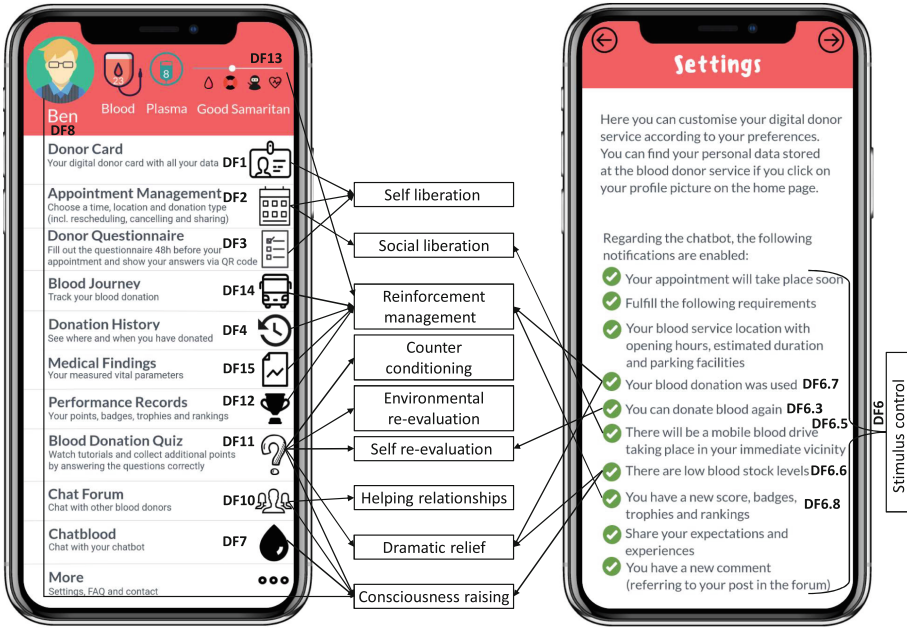 DF13
23
8
Ben
Blood
Plasma
Good Samaritan
DF8
Donor Card
Your digital donor card with all your data
DF1
Appointment Management
DF2
Choose a time, location and donation type
(incl. rescheduling, cancelling and sharing)
Donor Questionnaire
DF3
Fill out the questionnaire 48h before your
appointment and show your answers via QR code
Blood Journey
DF14
Track your blood donation
Donation History
DF4
See where and when you have donated
Medical Findings
DF15
Your measured vital parameters
Performance Records
DF12
Your points, badges, trophies and rankings
Blood Donation Quiz
DF11
Watch tutorials and collect additional points
by answering the questions correctly
Chat Forum
DF10
Chat with other blood donors
Chatblood
DF7
Chat with your chatbot
More
Settings, FAQ and contact
Self liberation
Social liberation
Reinforcement
management
Counter
conditioning
Environmental
re-evaluation
Self re-evaluation
Helping relationships
Dramatic relief
Consciousness raising
Settings
Here you can customise your digital donor
service according to your preferences.
You can find your personal data stored
at the blood donor service if you click on
your profile picture on the home page.
Regarding the chatbot, the following
notifications are enabled:
Your appointment will take place soon
Fulfill the following requirements
Your blood service location with
opening hours, estimated duration
and parking facilities
Your blood donation was used DF6.7
You can donate blood again DF6.3
DF6.5
There will be a mobile blood drive
taking place in your immediate vicinity
There are low blood stock levels DF6.6
You have a new score, badges,
trophies and rankings
DF6.8
Share your expectations and
experiences
You have a new comment
(referring to your post in the forum)
DF6
Stimulus control